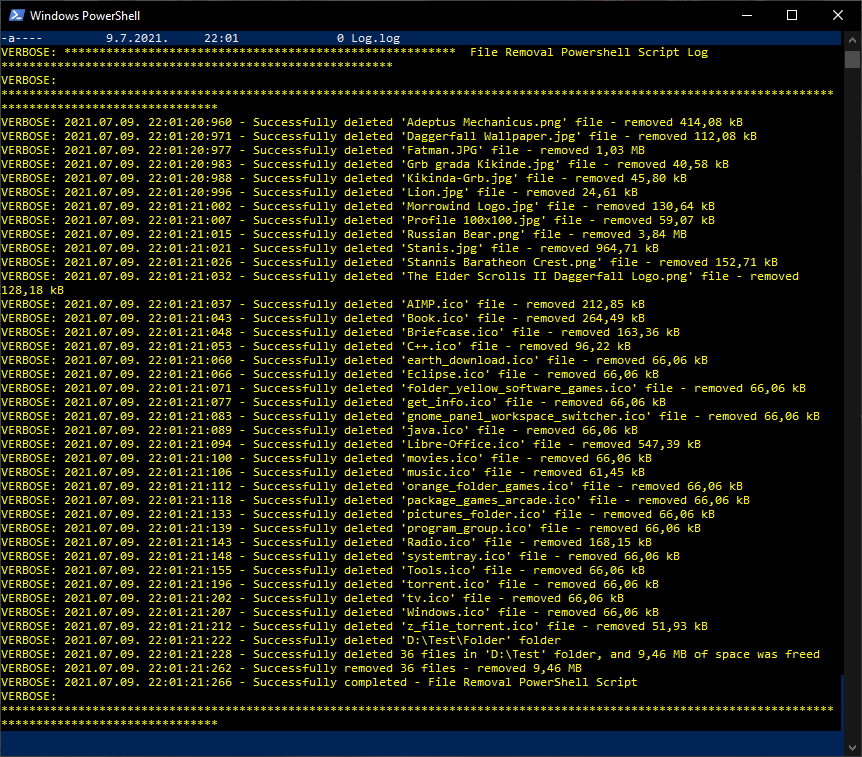 Windows PowerShell
-a---- 9.7.2021. 22:01 0 Log.log
VERBOSE: ******************************************************** File Removal Powershell Script Log
********************************************************
VERBOSE:
***********************************************************************************************************************
*******************************
VERBOSE: 2021.07.09. 22:01:20:960 - Successfully deleted 'Adeptus Mechanicus.png' file - removed 414,08 kB
VERBOSE: 2021.07.09. 22:01:20:971 - Successfully deleted 'Daggerfall Wallpaper.jpg' file - removed 112,08 kB
VERBOSE: 2021.07.09. 22:01:20:977 - Successfully deleted 'Fatman.JPG' file - removed 1,03 MB
VERBOSE: 2021.07.09. 22:01:20:983 - Successfully deleted 'Grb grada Kikinde.jpg' file - removed 40,58 kB
VERBOSE: 2021.07.09. 22:01:20:988 - Successfully deleted 'Kikinda-Grb.jpg' file - removed 45,80 kB
VERBOSE: 2021.07.09. 22:01:20:996 - Successfully deleted 'Lion.jpg' file - removed 24,61 kB
VERBOSE: 2021.07.09. 22:01:21:002 - Successfully deleted 'Morrowind Logo.jpg' file - removed 130,64 kB
VERBOSE: 2021.07.09. 22:01:21:007 - Successfully deleted 'Profile 100x100.jpg' file - removed 59,07 kB
VERBOSE: 2021.07.09. 22:01:21:015 - Successfully deleted 'Russian Bear.png' file - removed 3,84 MB
VERBOSE: 2021.07.09. 22:01:21:021 - Successfully deleted 'Stanis.jpg' file - removed 964,71 kB
VERBOSE: 2021.07.09. 22:01:21:026 - Successfully deleted 'Stannis Baratheon Crest.png' file - removed 152,71 kB
VERBOSE: 2021.07.09. 22:01:21:032 - Successfully deleted 'The Elder Scrolls II Daggerfall Logo.png' file - removed
128,18 kB
VERBOSE: 2021.07.09. 22:01:21:037 - Successfully deleted 'AIMP.ico' file - removed 212,85 kB
VERBOSE: 2021.07.09. 22:01:21:043 - Successfully deleted 'Book.ico' file - removed 264,49 kB
VERBOSE: 2021.07.09. 22:01:21:048 - Successfully deleted 'Briefcase.ico' file - removed 163,36 kB
VERBOSE: 2021.07.09. 22:01:21:053 - Successfully deleted 'C++.ico' file - removed 96,22 kB
VERBOSE: 2021.07.09. 22:01:21:060 - Successfully deleted 'earth_download.ico' file - removed 66,06 kB
VERBOSE: 2021.07.09. 22:01:21:066 - Successfully deleted 'Eclipse.ico' file - removed 66,06 kB
VERBOSE: 2021.07.09. 22:01:21:071 - Successfully deleted 'folder_yellow_software_games.ico' file - removed 66,06 kB
VERBOSE: 2021.07.09. 22:01:21:077 - Successfully deleted 'get_info.ico' file - removed 66,06 kB
VERBOSE: 2021.07.09. 22:01:21:083 - Successfully deleted 'gnome_panel_workspace_switcher.ico' file - removed 66,06 kB
VERBOSE: 2021.07.09. 22:01:21:089 - Successfully deleted 'java.ico' file - removed 66,06 kB
VERBOSE: 2021.07.09. 22:01:21:094 - Successfully deleted 'Libre-Office.ico' file - removed 547,39 kB
VERBOSE: 2021.07.09. 22:01:21:100 - Successfully deleted 'movies.ico' file - removed 66,06 kB
VERBOSE: 2021.07.09. 22:01:21:106 - Successfully deleted 'music.ico' file - removed 61,45 kB
VERBOSE: 2021.07.09. 22:01:21:112 - Successfully deleted 'orange_folder_games.ico' file - removed 66,06 kB
VERBOSE: 2021.07.09. 22:01:21:118 - Successfully deleted 'package_games_arcade.ico' file - removed 66,06 kB
VERBOSE: 2021.07.09. 22:01:21:133 - Successfully deleted 'pictures_folder.ico' file - removed 66,06 kB
VERBOSE: 2021.07.09. 22:01:21:139 - Successfully deleted 'program_group.ico' file - removed 66,06 kB
VERBOSE: 2021.07.09. 22:01:21:143 - Successfully deleted 'Radio.ico' file - removed 168,15 kB
VERBOSE: 2021.07.09. 22:01:21:148 - Successfully deleted 'systemtray.ico' file - removed 66,06 kB
VERBOSE: 2021.07.09. 22:01:21:155 - Successfully deleted 'Tools.ico' file - removed 66,06 kB
VERBOSE: 2021.07.09. 22:01:21:196 - Successfully deleted 'torrent.ico' file - removed 66,06 kB
VERBOSE: 2021.07.09. 22:01:21:202 - Successfully deleted 'tv.ico' file - removed 66,06 kB
VERBOSE: 2021.07.09. 22:01:21:207 - Successfully deleted 'Windows.ico' file - removed 66,06 kB
VERBOSE: 2021.07.09. 22:01:21:212 - Successfully deleted 'z_file_torrent.ico' file - removed 51,93 kB
VERBOSE: 2021.07.09. 22:01:21:222 - Successfully deleted 'D:\Test\Folder' folder
VERBOSE: 2021.07.09. 22:01:21:228 - Successfully deleted 36 files in 'D:\Test' folder, and 9,46 MB of space was freed
VERBOSE: 2021.07.09. 22:01:21:262 - Successfully removed 36 files - removed 9,46 MB
VERBOSE: 2021.07.09. 22:01:21:266 - Successfully completed - File Removal PowerShell Script
VERBOSE:
***********************************************************************************************************************
*******************************